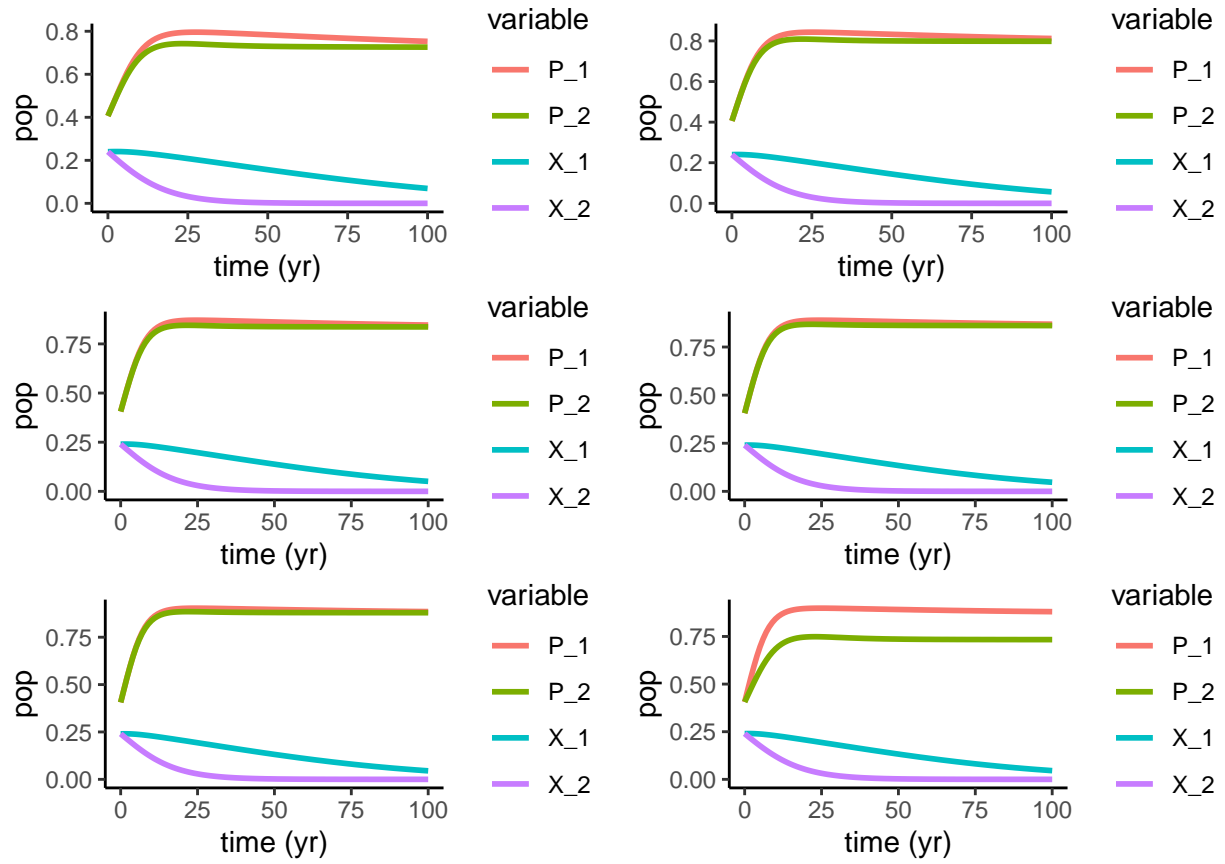 variable
0.8
0.6
0.4
0.2
0.0
pop
0 25 50 75 100
time (yr)
P_1
P_2
X_1
X_2
variable
0.8
0.6
0.4
0.2
0.0
pop
0 25 50 75 100
time (yr)
P_1
P_2
X_1
X_2
variable
0.75
0.50
0.25
0.00
pop
0 25 50 75 100
time (yr)
P_1
P_2
X_1
X_2
variable
0.75
0.50
0.25
0.00
pop
0 25 50 75 100
time (yr)
P_1
P_2
X_1
X_2
variable
0.75
0.50
0.25
0.00
pop
0 25 50 75 100
time (yr)
P_1
P_2
X_1
X_2
variable
0.75
0.50
0.25
0.00
pop
0 25 50 75 100
time (yr)
P_1
P_2
X_1
X_2